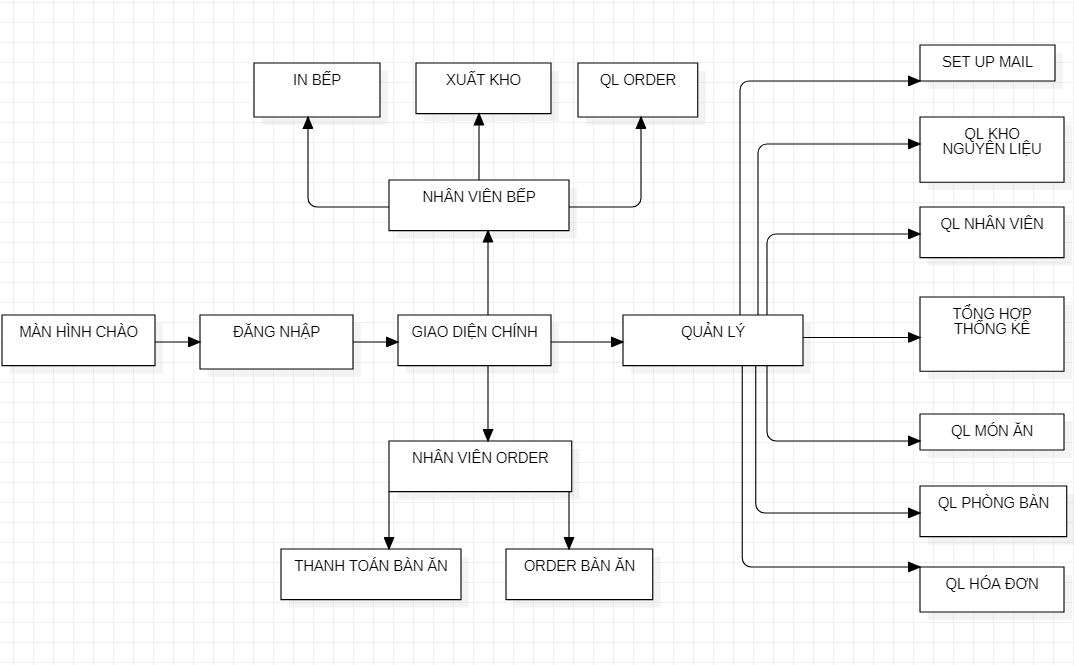 SET UP MAIL
IN BẾP
XUẤT KHO
QL ORDER
QL KHO
NGUYÊN LIỆU
NHÂN VIÊN BẾP
QL NHÂN VIÊN
TỔNG HỢP
THỐNG KÊ
MÀN HÌNH CHÀO
ĐĂNG NHẬP
GIAO DIỆN CHÍNH
QUẢN LÝ
QL MÓN ĂN
NHÂN VIÊN ORDER
QL PHÒNG BÀN
THANH TOÁN BÀN ĂN
ORDER BÀN ĂN
QL HÓA ĐƠN